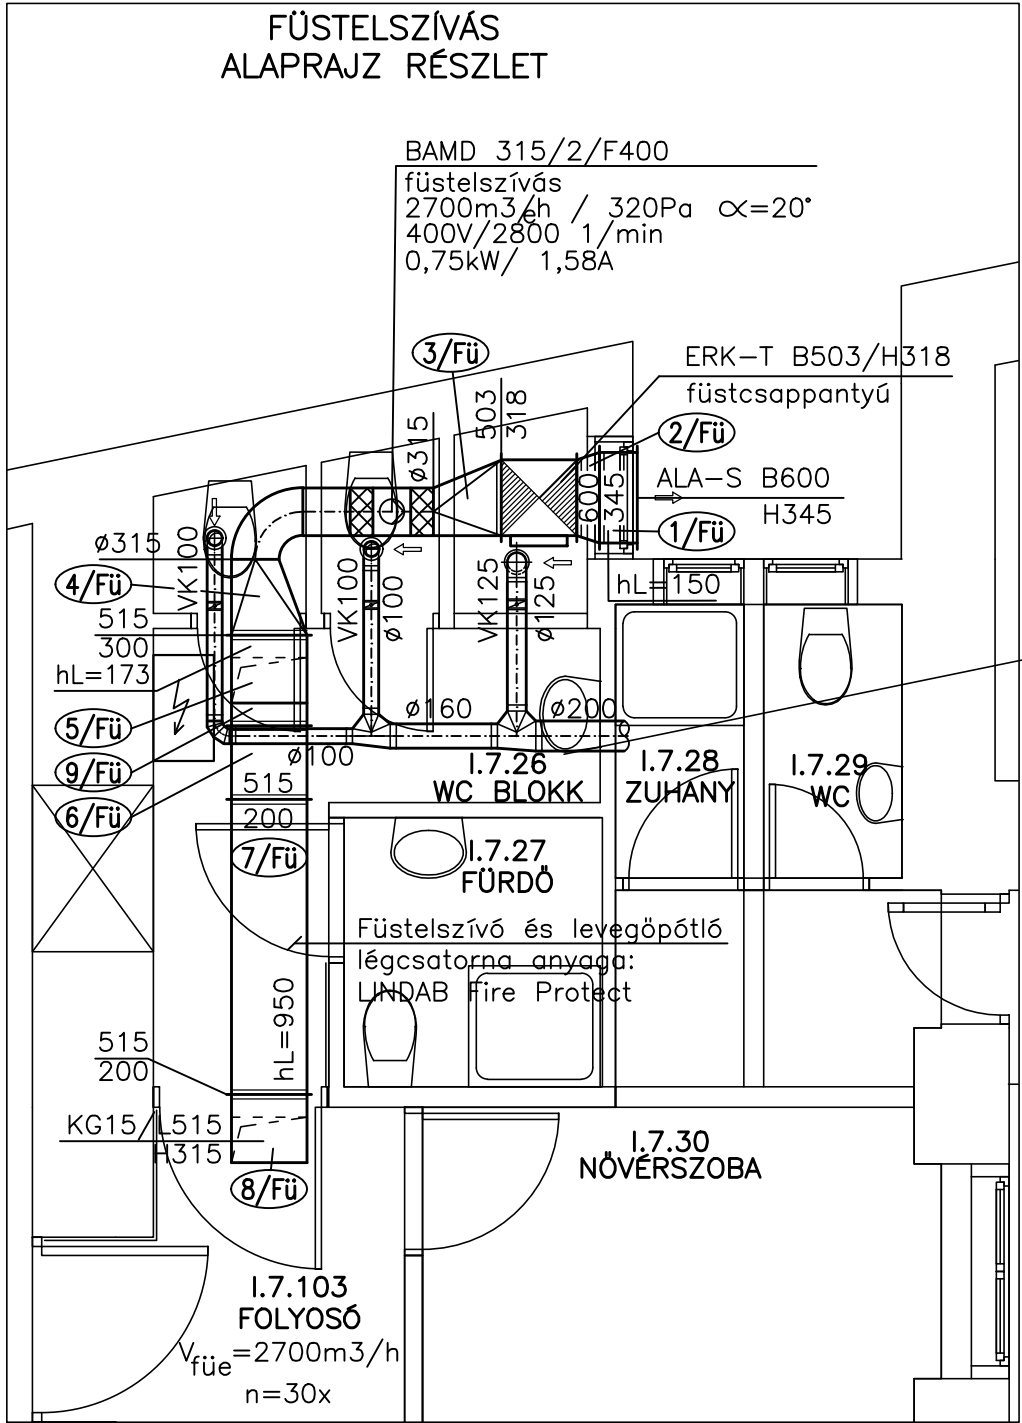 FÜSTELSZÍVÁS
ALAPRAJZ RÉSZLET
BAMD 315/2/F400
füstelszívás
2700m3/h / 320Pa ∝=20°
é
400V/2800 1/min
0,75kW/ 1,58A
3/Fü
ERK-T B503/H318
füstcsappantyú
503
318
ø315
2/Fü
600
345
ALA-S B600
H345
1/Fü
hL=150
ø315
VK100
VK100
ø100
VK125
ø125
4/Fü
515
300
hL=173
5/Fü
9/Fü
6/Fü
ø100
ø160
ø200
I.7.26
WC BLOKK
I.7.28
ZUHANY
I.7.29
WC
515
200
7/Fü
I.7.27
FÜRDŐ
Füstelszívó és levegöpótló
légcsatorna anyaga:
LINDAB Fire Protect
hL=950
515
200
KG15/L515
H315
8/Fü
I.7.30
NŐVÉRSZOBA
I.7.103
FOLYOSÓ
Vfüe=2700m3/h
n=30x